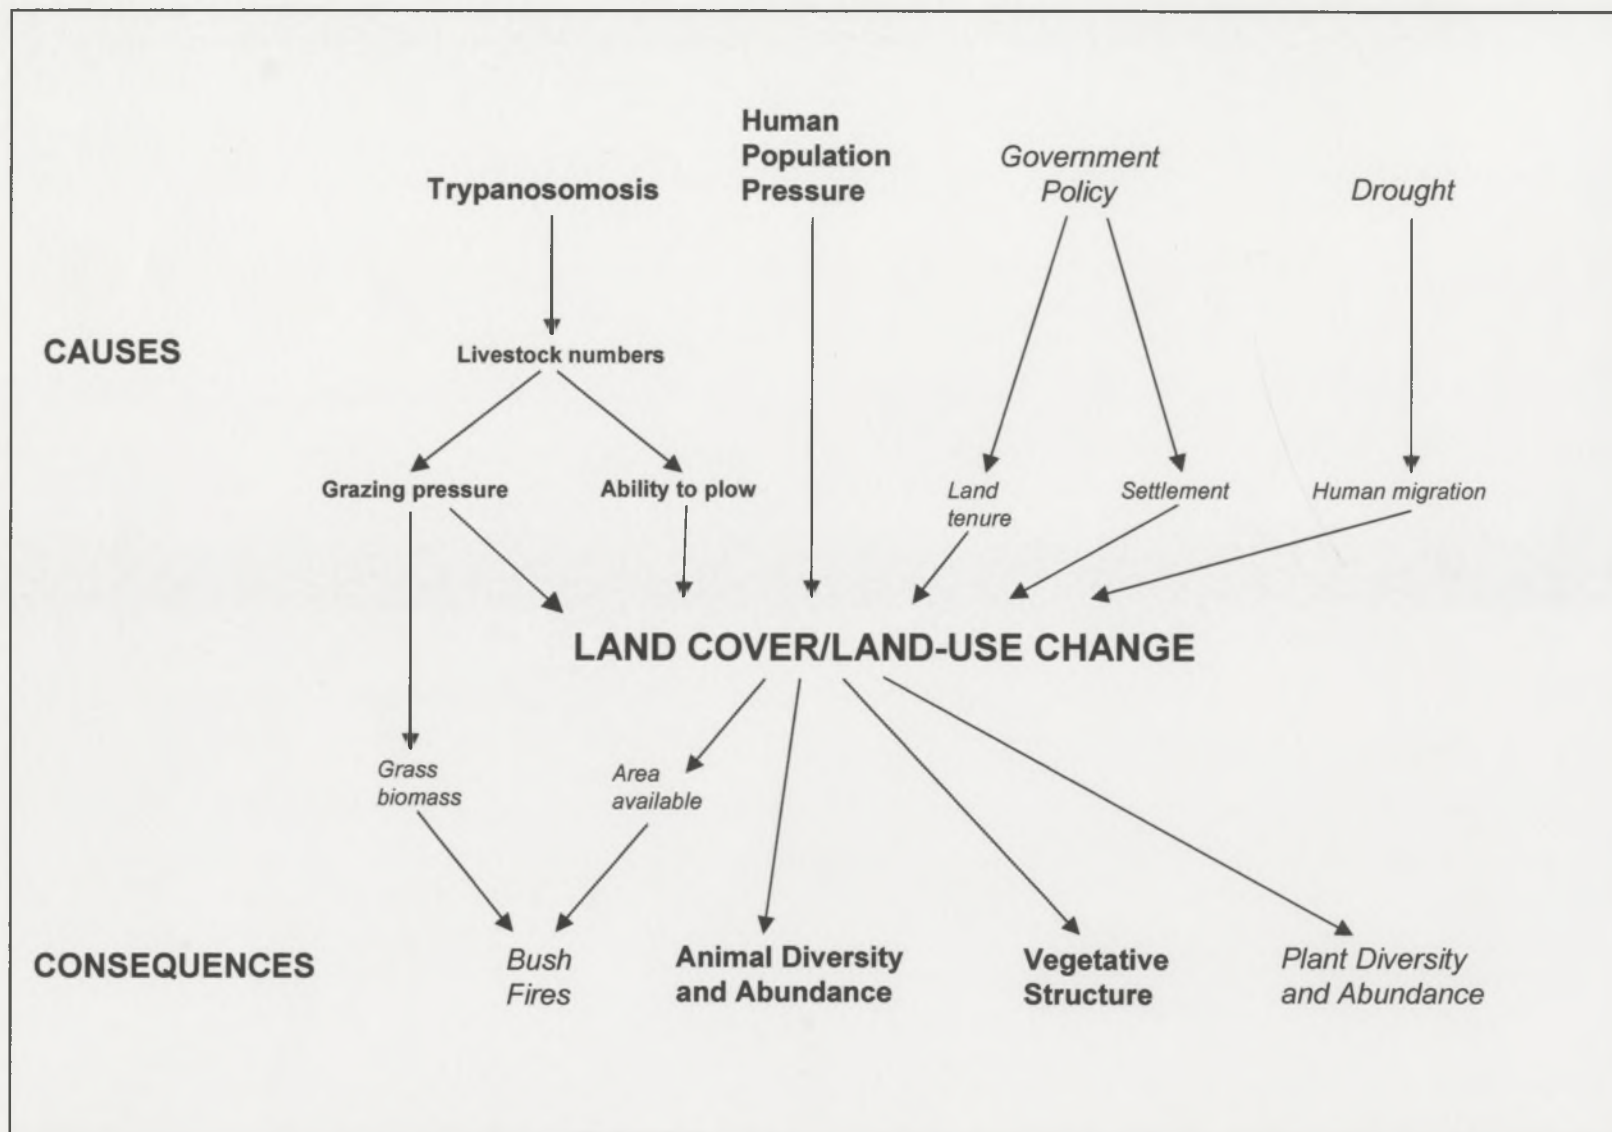 Human
Population
Pressure
Government
Policy
Trypanosomosis
Drought
CAUSES
Livestock numbers
Grazing pressure
Ability to plow
Land
tenure
Settlement
Human migration
LAND COVER/LAND-USE CHANGE
Grass
biomass
Area
available
CONSEQUENCES
Bush
Fires
Animal Diversity
and Abundance
Vegetative
Structure
Plant Diversity
and Abundance